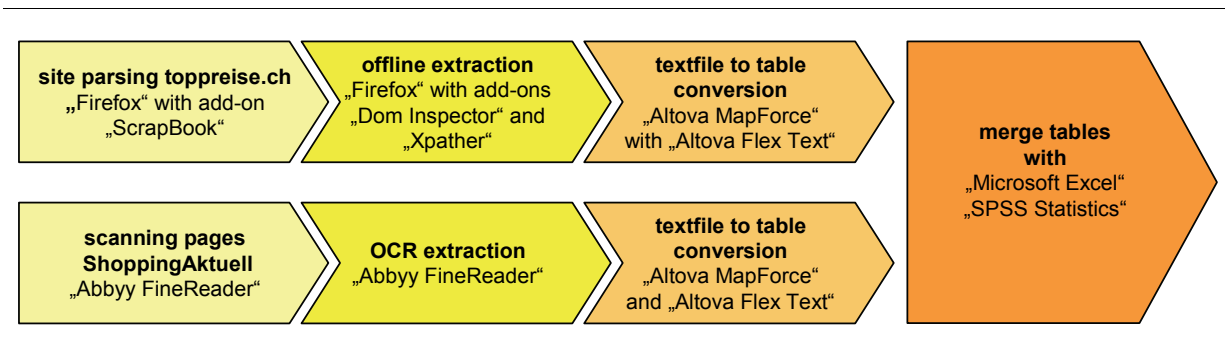 site parsing toppreise.ch
„Firefox“ with add-on
„ScrapBook“
offline extraction
„Firefox“ with add-ons
„Dom Inspector“ and
„Xpather“
textfile to table
conversion
„Altova MapForce“
with „Altova Flex Text“
scanning pages
ShoppingAktuell
„Abbyy FineReader“
OCR extraction
„Abbyy FineReader“
textfile to table
conversion
„Altova MapForce“
and „Altova Flex Text“
merge tables
with
„Microsoft Excel“
„SPSS Statistics“